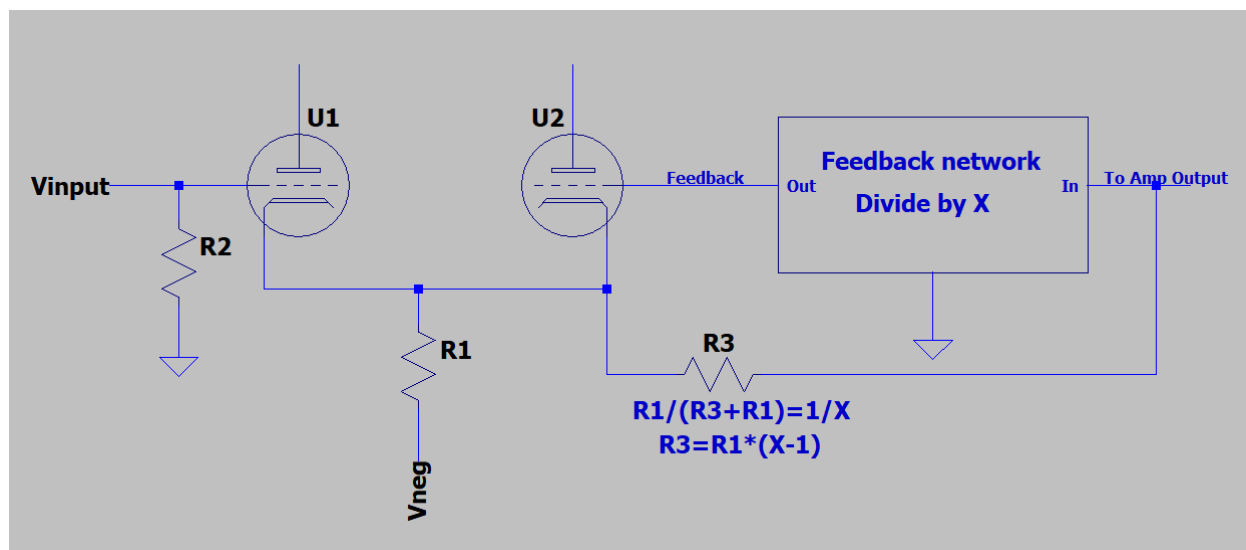 U1
U2
Vinput
R2
R1
Vneg
Feedback
Out
Feedback network
Divide by X
In
To Amp Output
R3
R1/(R3+R1)=1/X
R3=R1*(X-1)